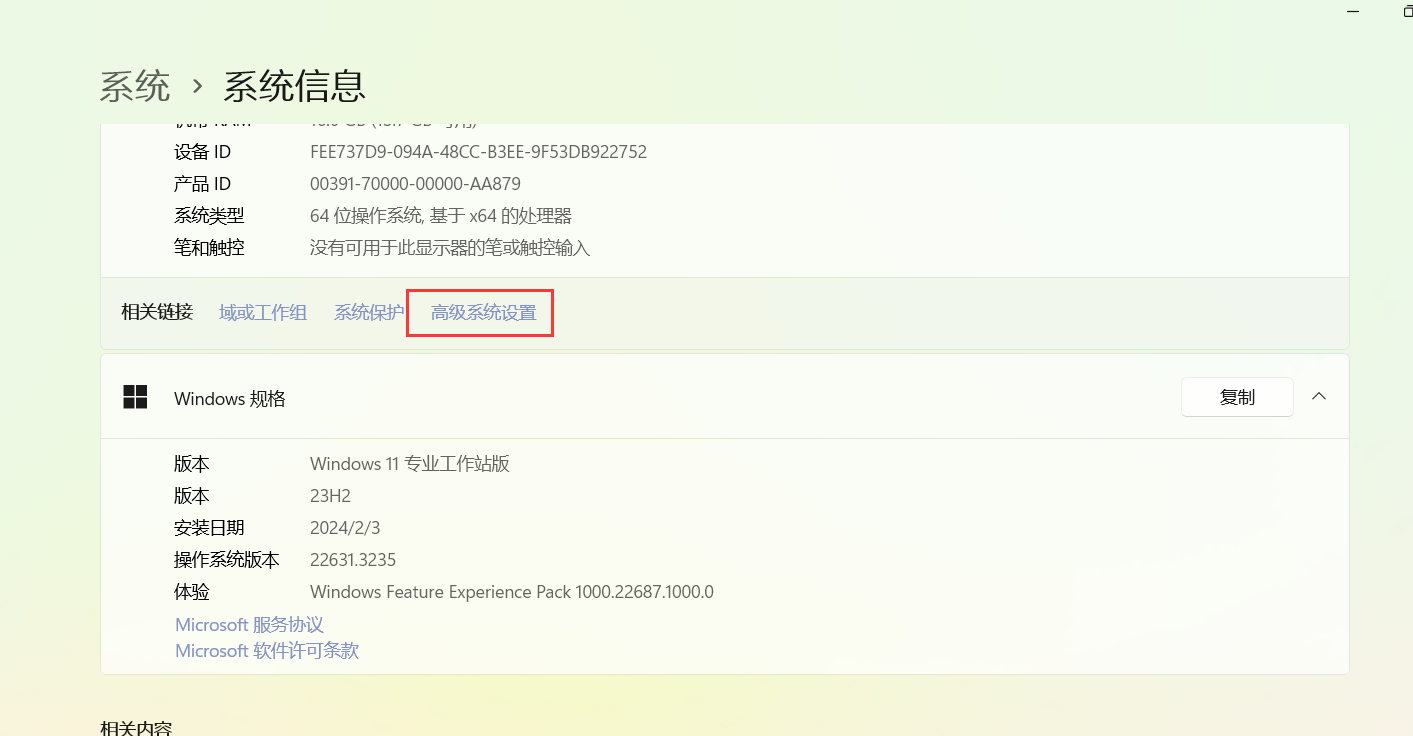 系统 › 系统信息
设备 ID FEE737D9-094A-48CC-B3EE-9F53DB922752
产品 ID 00391-70000-00000-AA879
系统类型 64 位操作系统, 基于 x64 的处理器
笔和触控 没有可用于此显示器的笔或触控输入
相关链接 域或工作组 系统保护 高级系统设置
Windows 规格 复制
版本 Windows 11 专业工作站版
版本 23H2
安装日期 2024/2/3
操作系统版本 22631.3235
体验 Windows Feature Experience Pack 1000.22687.1000.0
Microsoft 服务协议
Microsoft 软件许可条款
相关内容